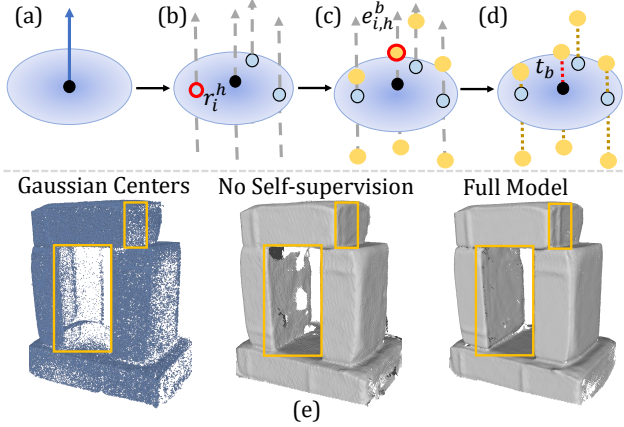 (a) (b) (c) (d)
e_{i,h}^{b}
r_i^h
t_b
Gaussian Centers No Self-supervision Full Model
(e)